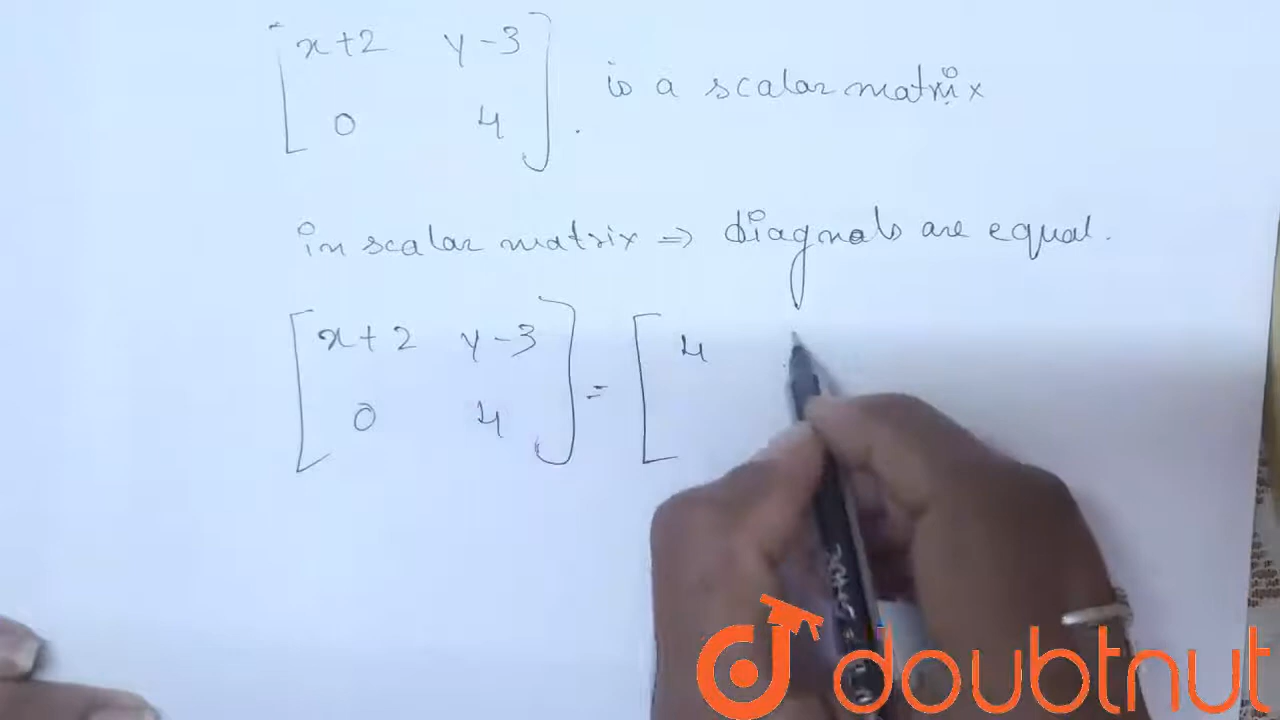 x+2 y-3
0 4 . is a scalar matrix
in scalar matrix ⇒ diagnols are equal.
[x+2 y-3] = [4
0 4
doubtnut